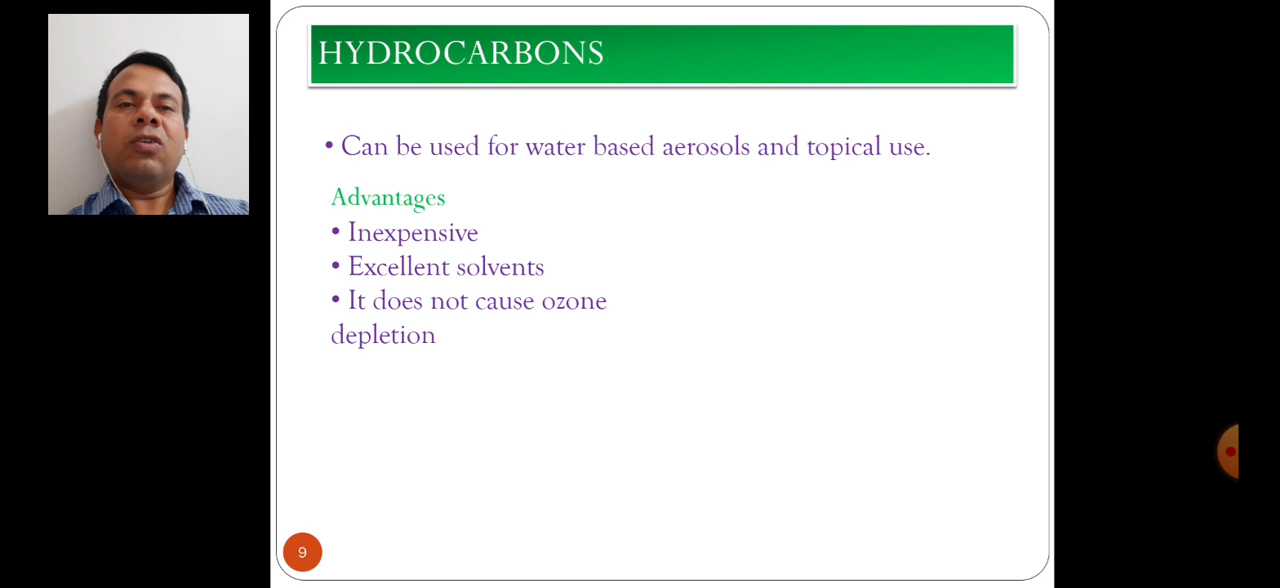 HYDROCARBONS
• Can be used for water based aerosols and topical use.
Advantages
• Inexpensive
• Excellent solvents
• It does not cause ozone
depletion
9